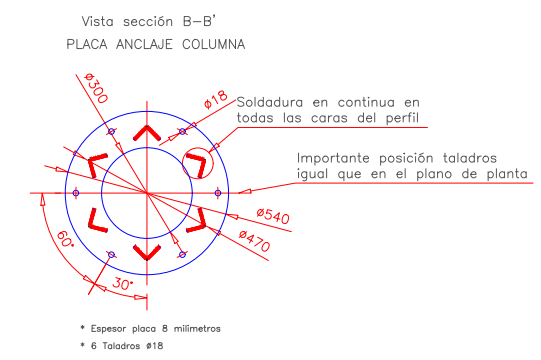 Vista sección B-B'
PLACA ANCLAJE COLUMNA
ø300
ø18
Soldadura en continua en
todas las caras del perfil
Importante posición taladros
igual que en el plano de planta
ø540
ø470
60°
30°
* Espesor placa 8 milimetros
* 6 Taladros ø18